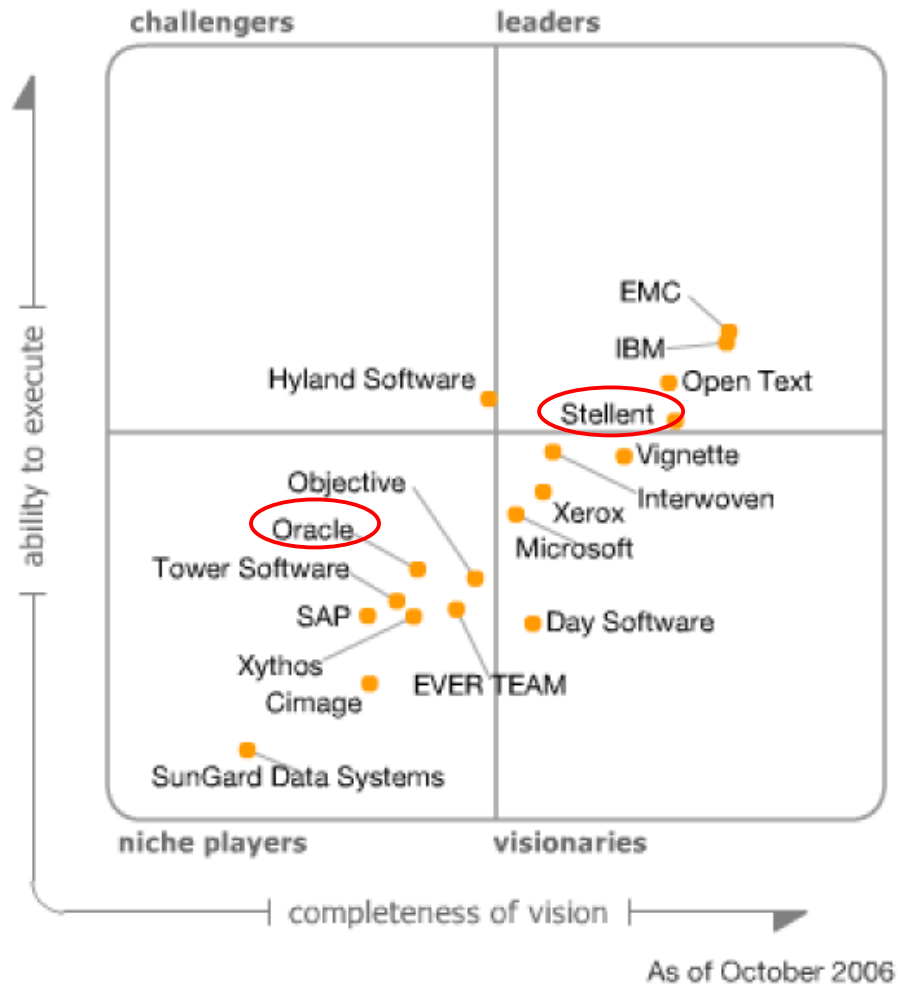 challengers
leaders
ability to execute
EMC
IBM
Hyland Software
Open Text
Stellent
Vignette
Objective
Interwoven
Xerox
Oracle
Microsoft
Tower Software
SAP
Day Software
Xythos
EVER TEAM
Cimage
SunGard Data Systems
niche players
visionaries
completeness of vision
As of October 2006